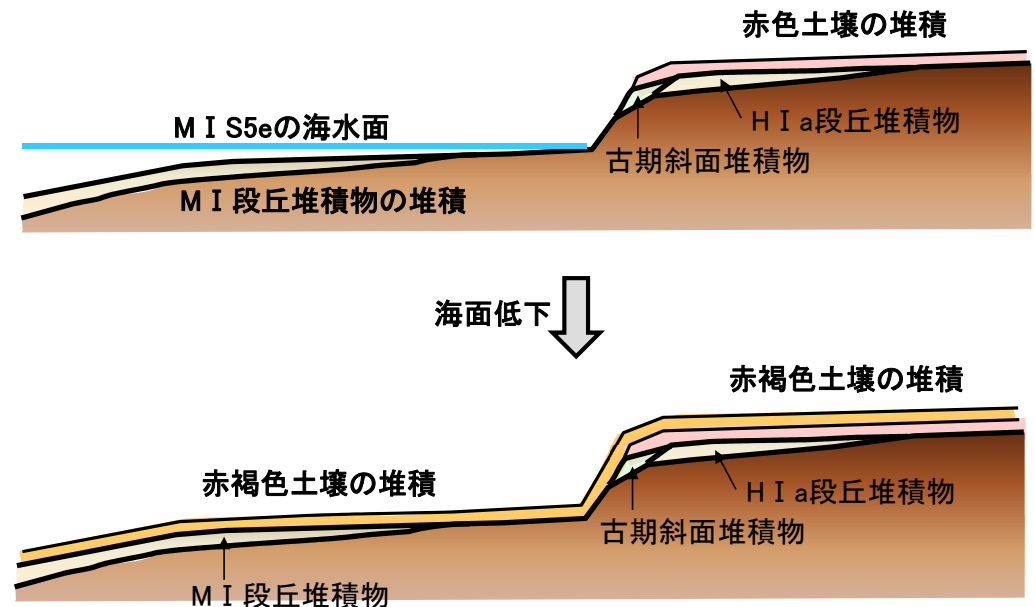 赤色土壌の堆積
ＭⅠS5eの海水面
ＨⅠa段丘堆積物
古期斜面堆積物
ＭⅠ段丘堆積物の堆積
海面低下
赤褐色土壌の堆積
赤褐色土壌の堆積
ＨⅠa段丘堆積物
古期斜面堆積物
ＭⅠ段丘堆積物